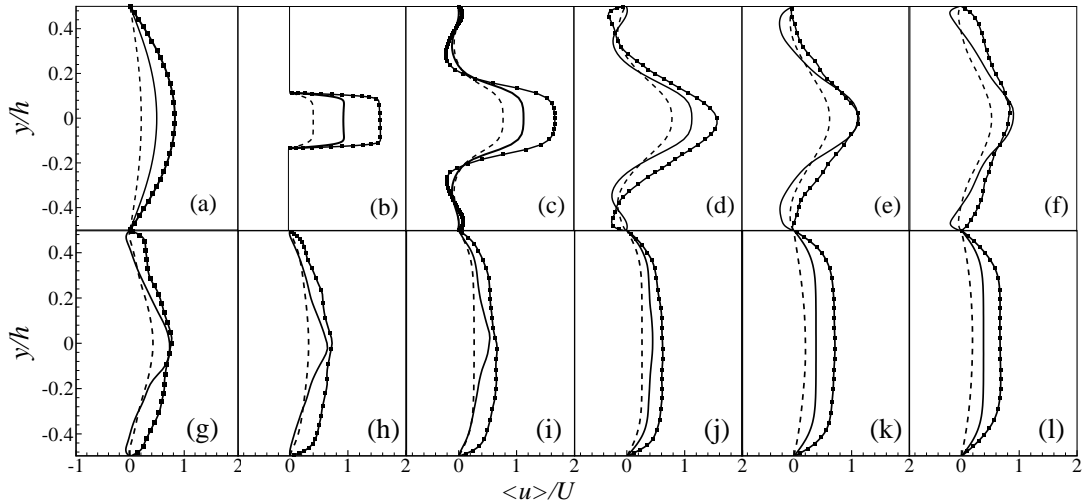 0.4
0.2
0
-0.2
-0.4
y/h
(a)
(b)
(c)
(d)
(e)
(f)
0.4
0.2
0
-0.2
-0.4
y/h
(g)
(h)
(i)
(j)
(k)
(l)
-1 0 1 2 0 1 2 0 1 2 0 1 2 0 1 2 0 1 2
<u>/U